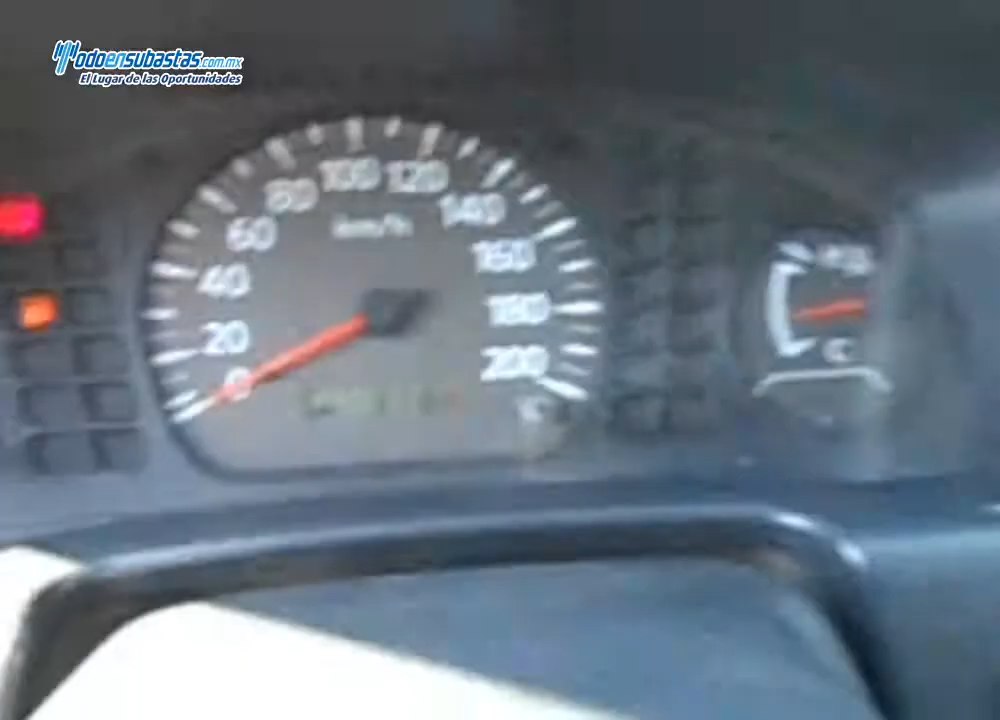 Todoensubastas.com.mx
El Lugar de las Oportunidades
100 120
80 140
km/h
60 160
40 180
20 200
0
C